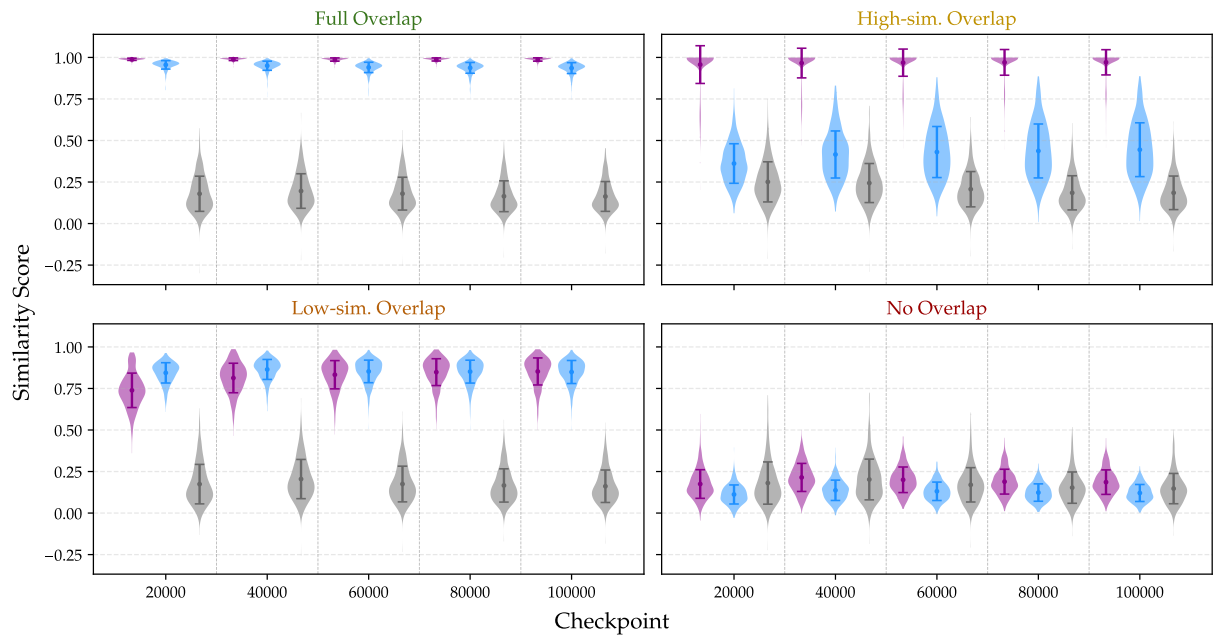 Full Overlap
High-sim. Overlap
1.00
0.75
0.50
0.25
0.00
−0.25
Low-sim. Overlap
No Overlap
1.00
0.75
0.50
0.25
0.00
−0.25
Similarity Score
20000 40000 60000 80000 100000
20000 40000 60000 80000 100000
Checkpoint